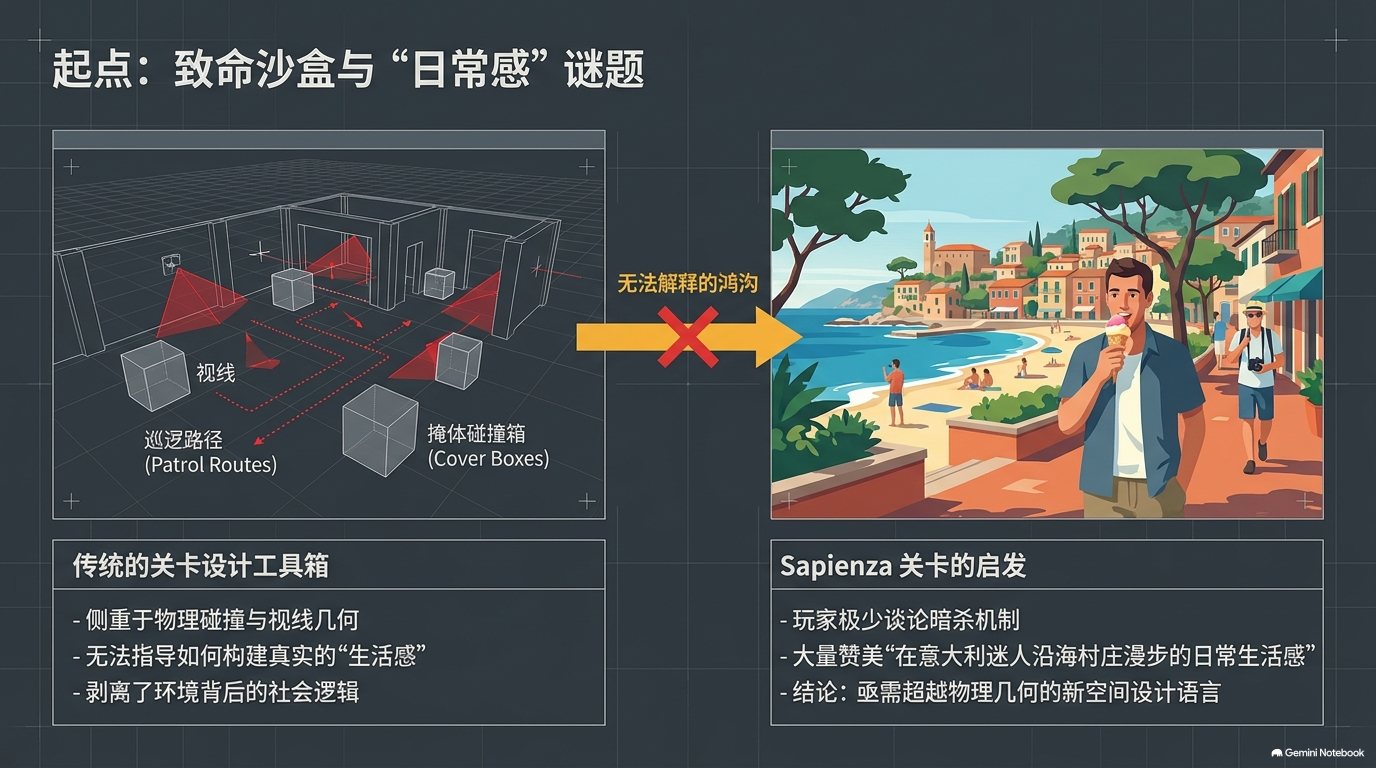 起点：致命沙盒与“日常感”谜题
视线
巡逻路径
(Patrol Routes)
掩体碰撞箱
(Cover Boxes)
无法解释的鸿沟
传统的关卡设计工具箱
- 侧重于物理碰撞与视线几何
- 无法指导如何构建真实的“生活感”
- 剥离了环境背后的社会逻辑
Sapienza 关卡的启发
- 玩家极少谈论暗杀机制
- 大量赞美“在意大利迷人沿海村庄漫步的日常生活感”
- 结论：亟需超越物理几何的新空间设计语言
Gemini Notebook